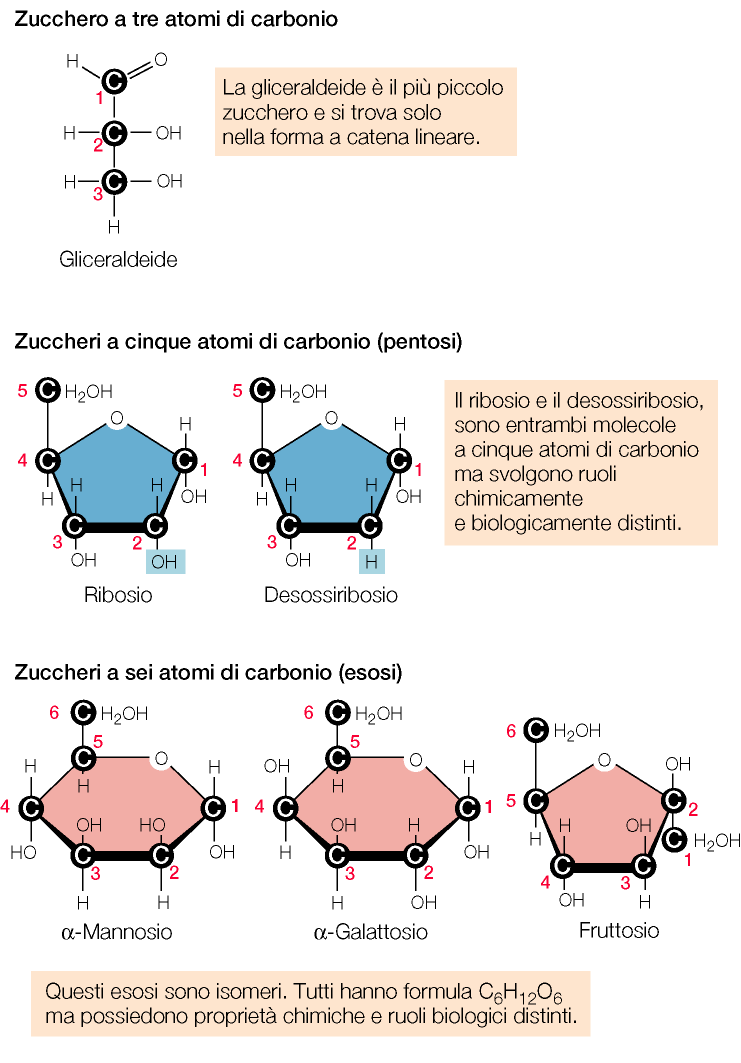 Zucchero a tre atomi di carbonio
H O
C
1
H C OH
2
H C OH
3
H
Gliceraldeide
La gliceraldeide è il più piccolo
zucchero e si trova solo
nella forma a catena lineare.
Zuccheri a cinque atomi di carbonio (pentosi)
5 C H₂OH
O
H
4 C C 1
H H H OH
C C
3 2
OH OH
Ribosio
5 C H₂OH
O
H
4 C C 1
H H H OH
C C
3 2
OH H
Desossiribosio
Il ribosio e il desossiribosio,
sono entrambi molecole
a cinque atomi di carbonio
ma svolgono ruoli
chimicamente
e biologicamente distinti.
Zuccheri a sei atomi di carbonio (esosi)
6 C H₂OH
5
H C O H
H
4 C C 1
OH HO
HO C C OH
3 2
H H
α-Mannosio
6 C H₂OH
5
OH C O H
H
4 C C 1
OH H
H C C OH
3 2
H OH
α-Galattosio
6 C H₂OH
O OH
5 C C 2
H H OH C H₂OH
1
C C
4 3
OH H
Fruttosio
Questi esosi sono isomeri. Tutti hanno formula C₆H₁₂O₆
ma possiedono proprietà chimiche e ruoli biologici distinti.